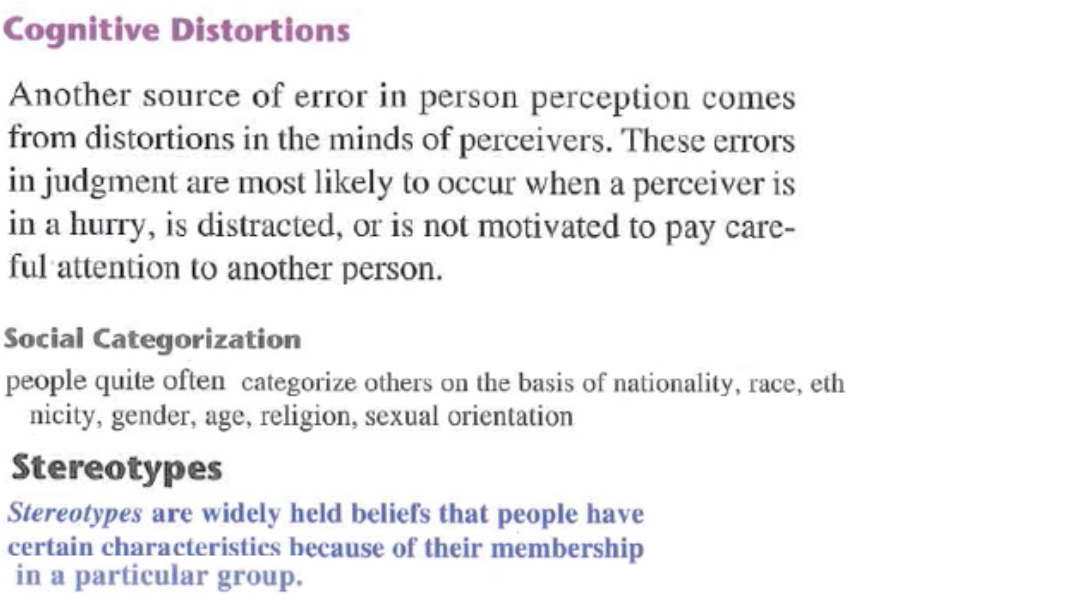 Cognitive Distortions
Another source of error in person perception comes
from distortions in the minds of perceivers. These errors
in judgment are most likely to occur when a perceiver is
in a hurry, is distracted, or is not motivated to pay care-
ful attention to another person.
Social Categorization
people quite often categorize others on the basis of nationality, race, eth
nicity, gender, age, religion, sexual orientation
Stereotypes
Stereotypes are widely held beliefs that people have
certain characteristics because of their membership
in a particular group.